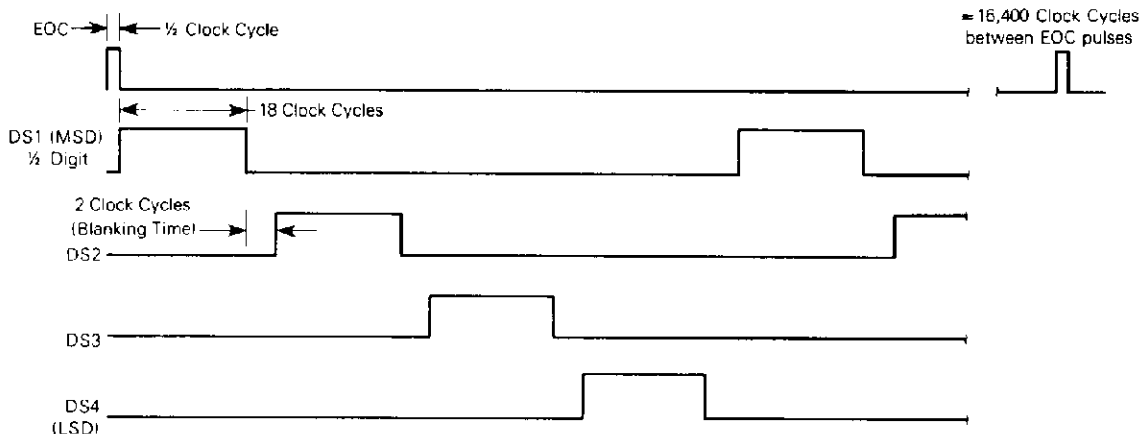 EOC
½ Clock Cycle
≈ 16,400 Clock Cycles
between EOC pulses
18 Clock Cycles
DS1 (MSD)
½ Digit
2 Clock Cycles
(Blanking Time)
DS2
DS3
DS4
(LSD)